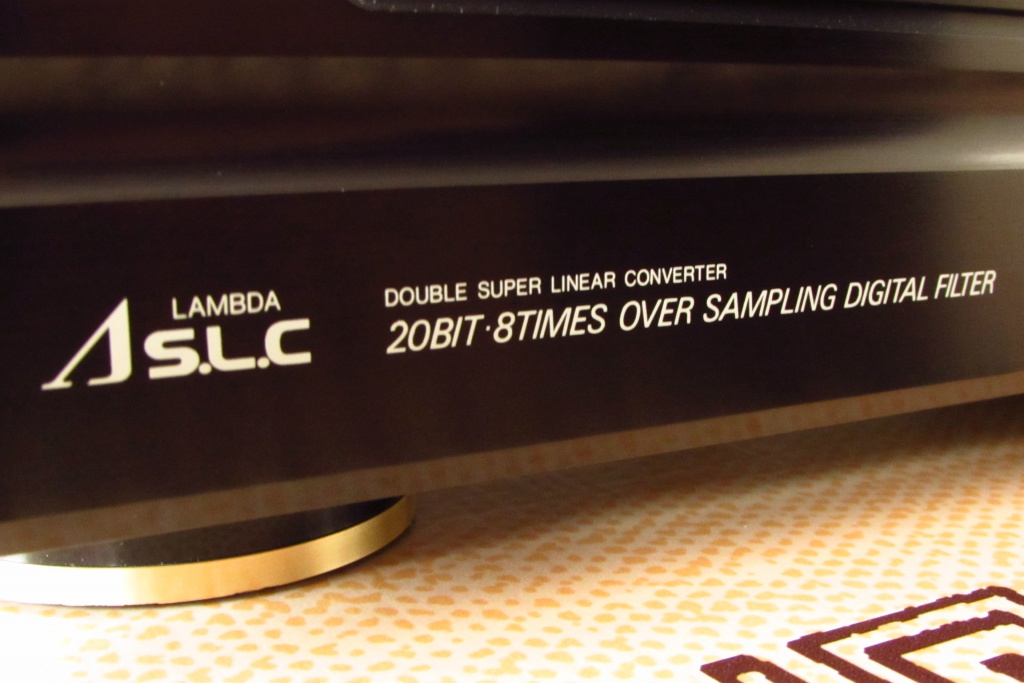 LAMBDA
S.L.C
DOUBLE SUPER LINEAR CONVERTER
20BIT·8TIMES OVER SAMPLING DIGITAL FILTER